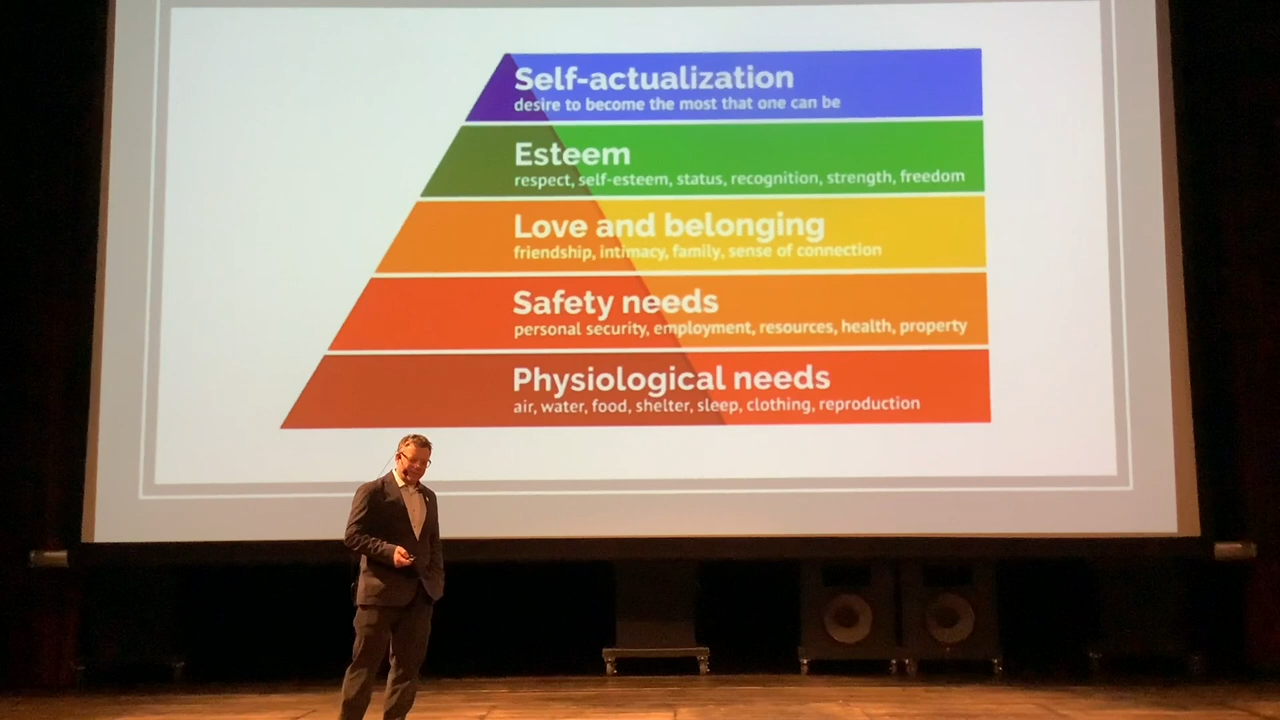 Self-actualization
desire to become the most that one can be
Esteem
respect, self-esteem, status, recognition, strength, freedom
Love and belonging
friendship, intimacy, family, sense of connection
Safety needs
personal security, employment, resources, health, property
Physiological needs
air, water, food, shelter, sleep, clothing, reproduction